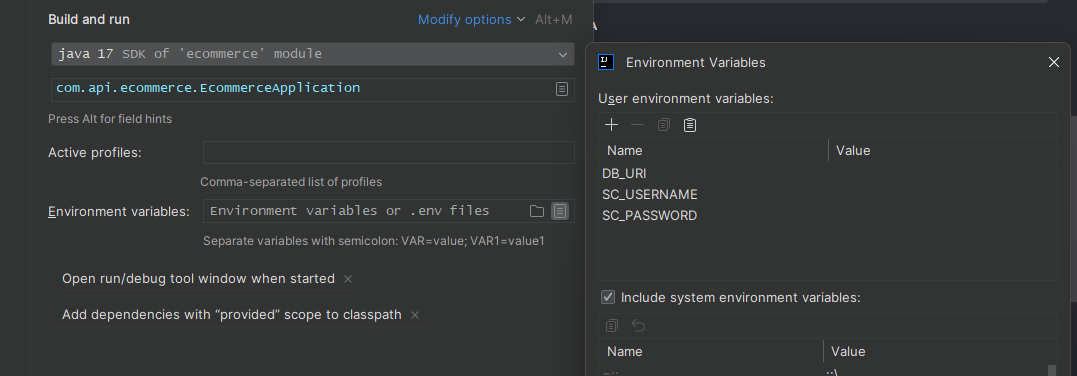 Build and run
Modify options Alt+M
java 17 SDK of 'ecommerce' module
com.api.ecommerce.EcommerceApplication
Press Alt for field hints
Active profiles:
Comma-separated list of profiles
Environment variables: Environment variables or .env files
Separate variables with semicolon: VAR=value; VAR1=value1
Open run/debug tool window when started ×
Add dependencies with “provided” scope to classpath ×
A
IJ Environment Variables
User environment variables:
Name Value
DB_URI
SC_USERNAME
SC_PASSWORD
Include system environment variables:
Name Value